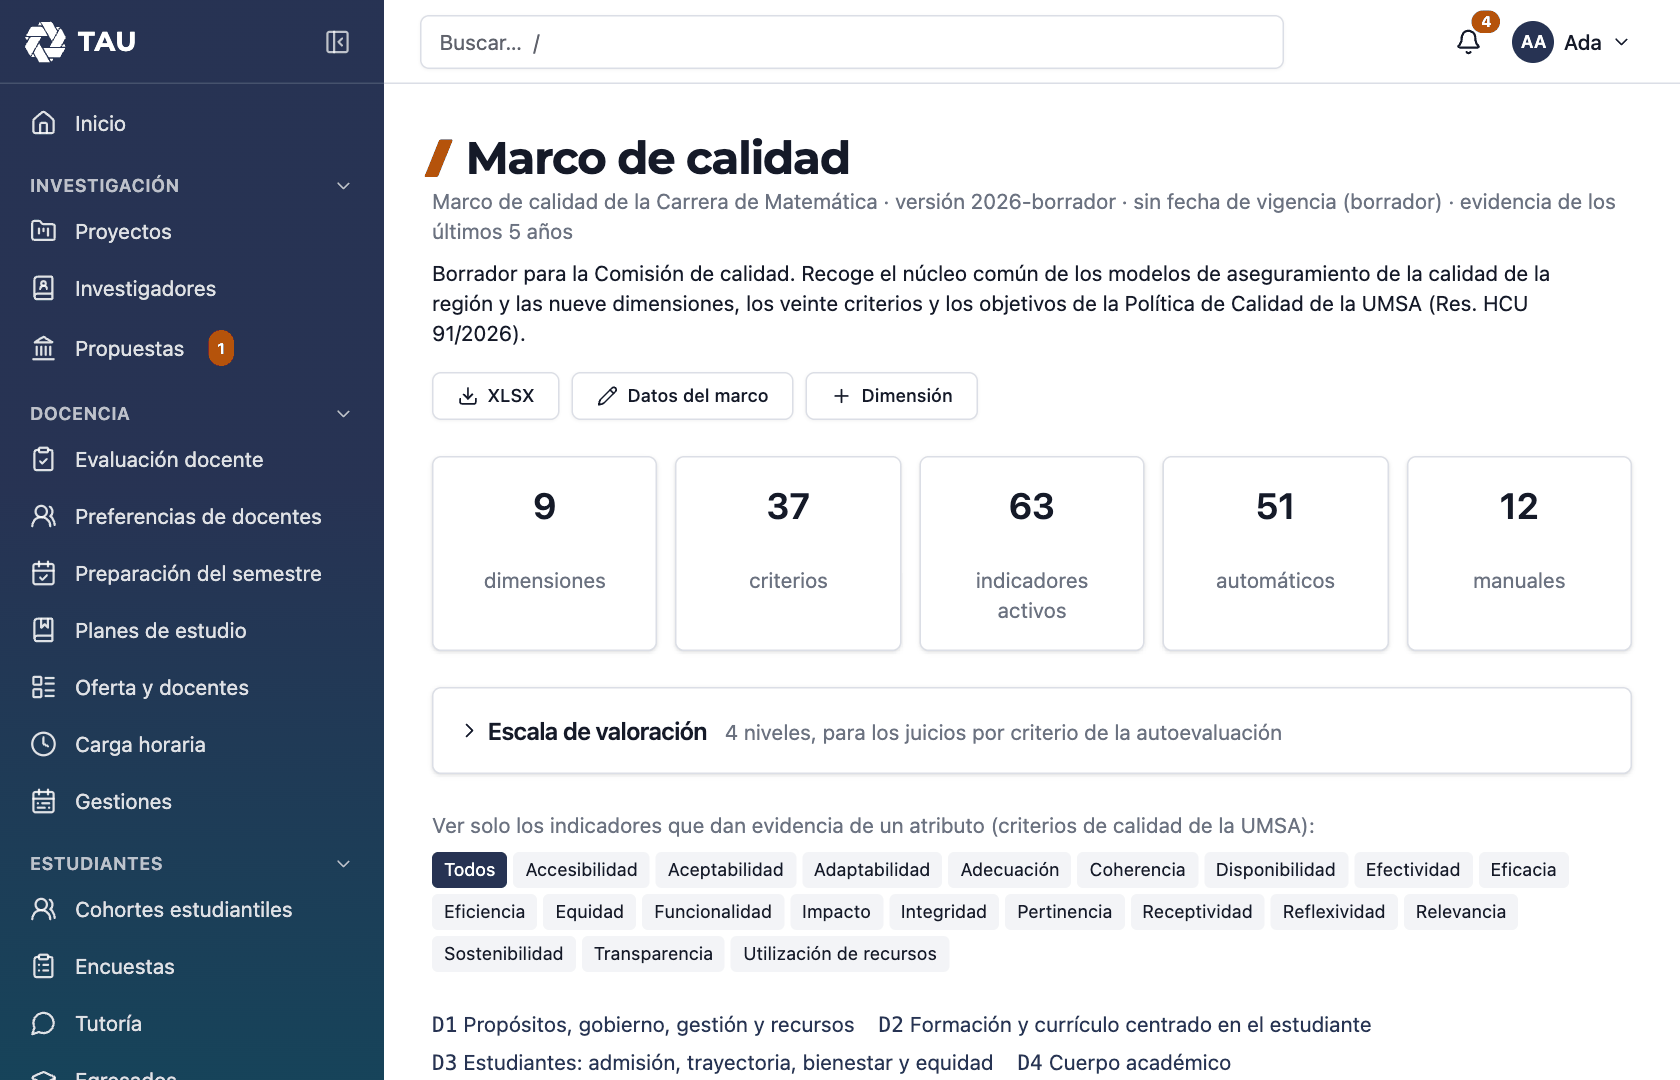 TAU
Buscar... /
4
AA
Ada
Inicio
INVESTIGACIÓN
Proyectos
Investigadores
Propuestas 1
DOCENCIA
Evaluación docente
Preferencias de docentes
Preparación del semestre
Planes de estudio
Oferta y docentes
Carga horaria
Gestiones
ESTUDIANTES
Cohortes estudiantiles
Encuestas
Tutoría
Egresados
Marco de calidad
Marco de calidad de la Carrera de Matemática · versión 2026-borrador · sin fecha de vigencia (borrador) · evidencia de los
últimos 5 años
Borrador para la Comisión de calidad. Recoge el núcleo común de los modelos de aseguramiento de la calidad de la
región y las nueve dimensiones, los veinte criterios y los objetivos de la Política de Calidad de la UMSA (Res. HCU
91/2026).
XLSX
Datos del marco
Dimensión
9
dimensiones
37
criterios
63
indicadores
activos
51
automáticos
12
manuales
Escala de valoración 4 niveles, para los juicios por criterio de la autoevaluación
Ver solo los indicadores que dan evidencia de un atributo (criterios de calidad de la UMSA):
Todos Accesibilidad Aceptabilidad Adaptabilidad Adecuación Coherencia Disponibilidad Efectividad Eficacia
Eficiencia Equidad Funcionalidad Impacto Integridad Pertinencia Receptividad Reflexividad Relevancia
Sostenibilidad Transparencia Utilización de recursos
D1 Propósitos, gobierno, gestión y recursos D2 Formación y currículo centrado en el estudiante
D3 Estudiantes: admisión, trayectoria, bienestar y equidad D4 Cuerpo académico